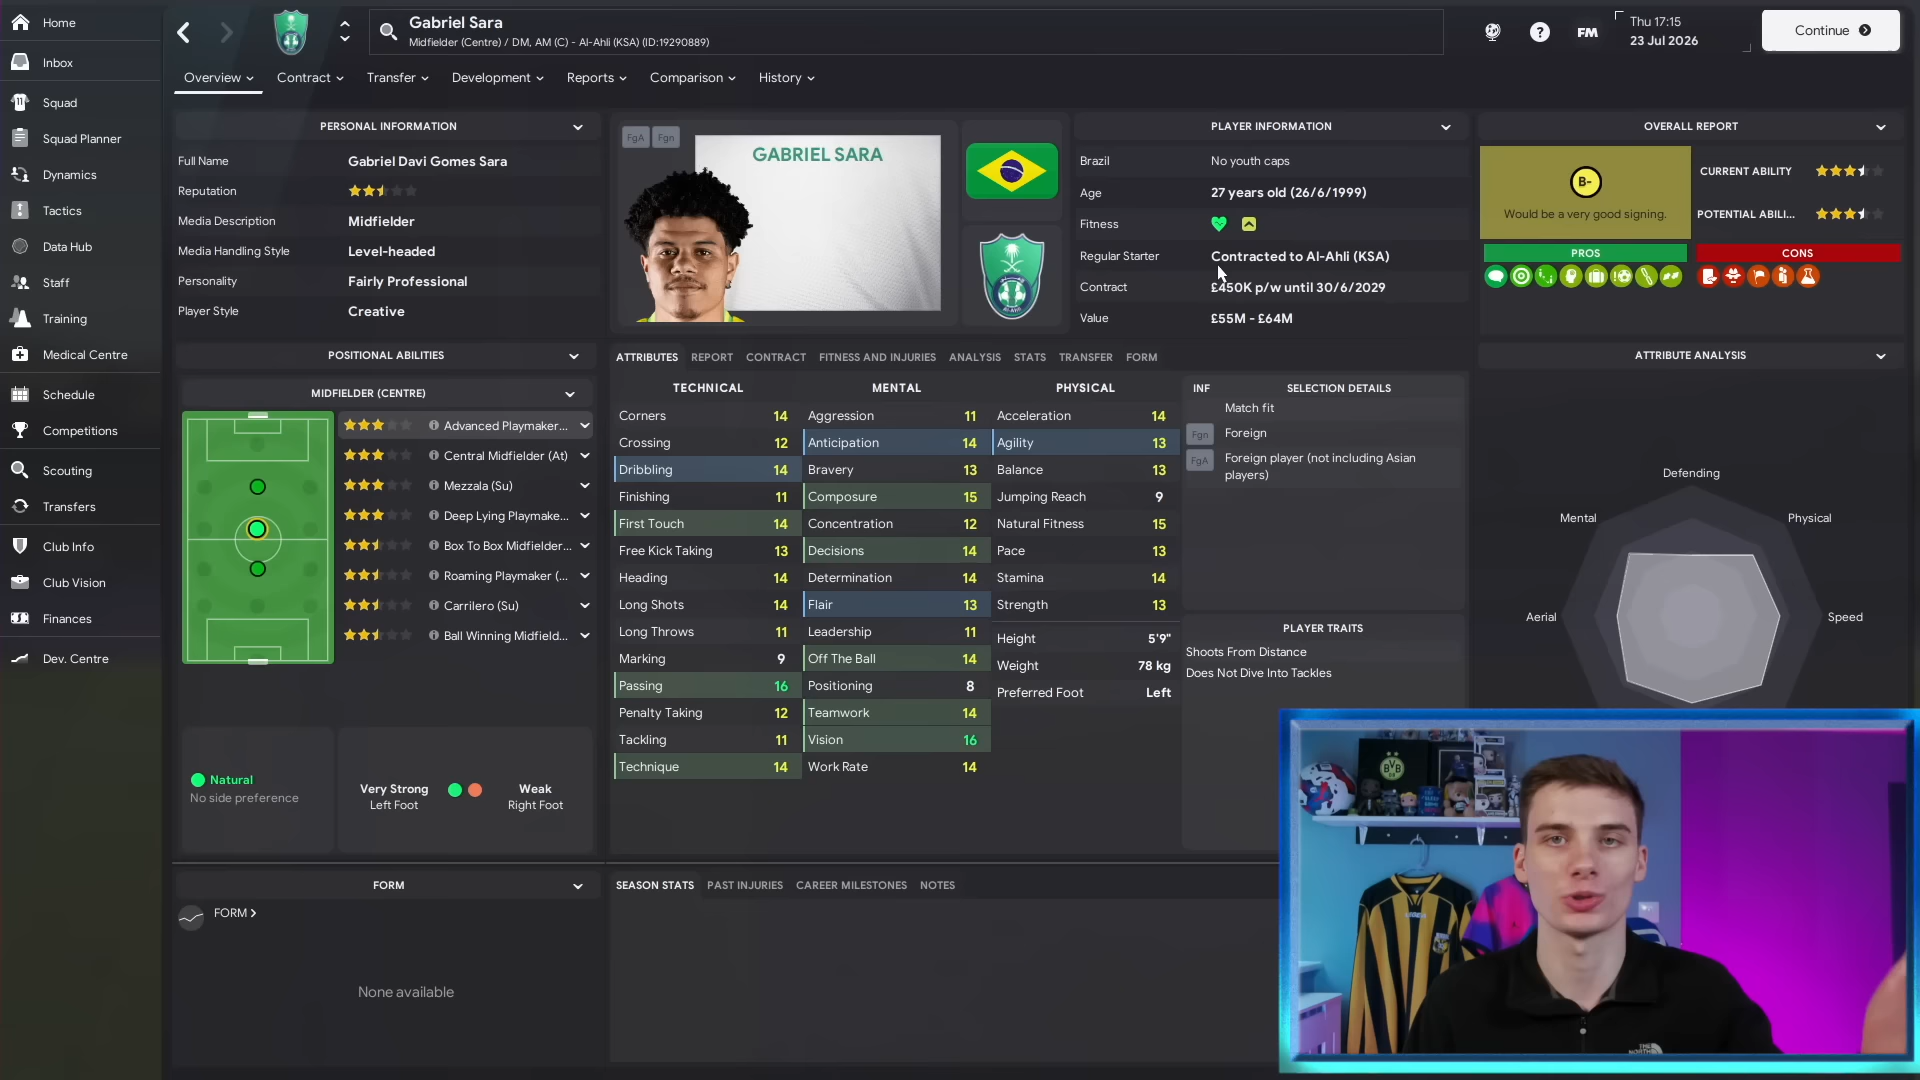 Home
Inbox
Squad
Squad Planner
Dynamics
Tactics
Data Hub
Staff
Training
Medical Centre
Schedule
Competitions
Scouting
Transfers
Club Info
Club Vision
Finances
Dev. Centre
Gabriel Sara
Midfielder (Centre) / DM, AM (C) - Al-Ahli (KSA) (ID:19290889)
FM
Thu 17:15
23 Jul 2026
Continue
Overview
Contract
Transfer
Development
Reports
Comparison
History
PERSONAL INFORMATION
Full Name Gabriel Davi Gomes Sara
Reputation
Media Description Midfielder
Media Handling Style Level-headed
Personality Fairly Professional
Player Style Creative
FgA Fgn
GABRIEL SARA
PLAYER INFORMATION
Brazil No youth caps
Age 27 years old (26/6/1999)
Fitness
Regular Starter Contracted to Al-Ahli (KSA)
Contract £450K p/w until 30/6/2029
Value £55M - £64M
OVERALL REPORT
B-
Would be a very good signing.
CURRENT ABILITY
POTENTIAL ABILI...
PROS
CONS
POSITIONAL ABILITIES
MIDFIELDER (CENTRE)
Advanced Playmaker...
Central Midfielder (At)
Mezzala (Su)
Deep Lying Playmake...
Box To Box Midfielder...
Roaming Playmaker (...
Carrilero (Su)
Ball Winning Midfield...
Natural
No side preference
Very Strong
Left Foot
Weak
Right Foot
ATTRIBUTES REPORT CONTRACT FITNESS AND INJURIES ANALYSIS STATS TRANSFER FORM
TECHNICAL
Corners 14
Crossing 12
Dribbling 14
Finishing 11
First Touch 14
Free Kick Taking 13
Heading 14
Long Shots 14
Long Throws 11
Marking 9
Passing 16
Penalty Taking 12
Tackling 11
Technique 14
MENTAL
Aggression 11
Anticipation 14
Bravery 13
Composure 15
Concentration 12
Decisions 14
Determination 14
Flair 13
Leadership 11
Off The Ball 14
Positioning 8
Teamwork 14
Vision 16
Work Rate 14
PHYSICAL
Acceleration 14
Agility 13
Balance 13
Jumping Reach 9
Natural Fitness 15
Pace 13
Stamina 14
Strength 13
Height 5'9"
Weight 78 kg
Preferred Foot Left
INF SELECTION DETAILS
Match fit
Fgn Foreign
FgA Foreign player (not including Asian
players)
PLAYER TRAITS
Shoots From Distance
Does Not Dive Into Tackles
ATTRIBUTE ANALYSIS
Defending
Mental
Physical
Aerial
Speed
FORM
FORM
None available
SEASON STATS PAST INJURIES CAREER MILESTONES NOTES
BVB
THE
NORTH